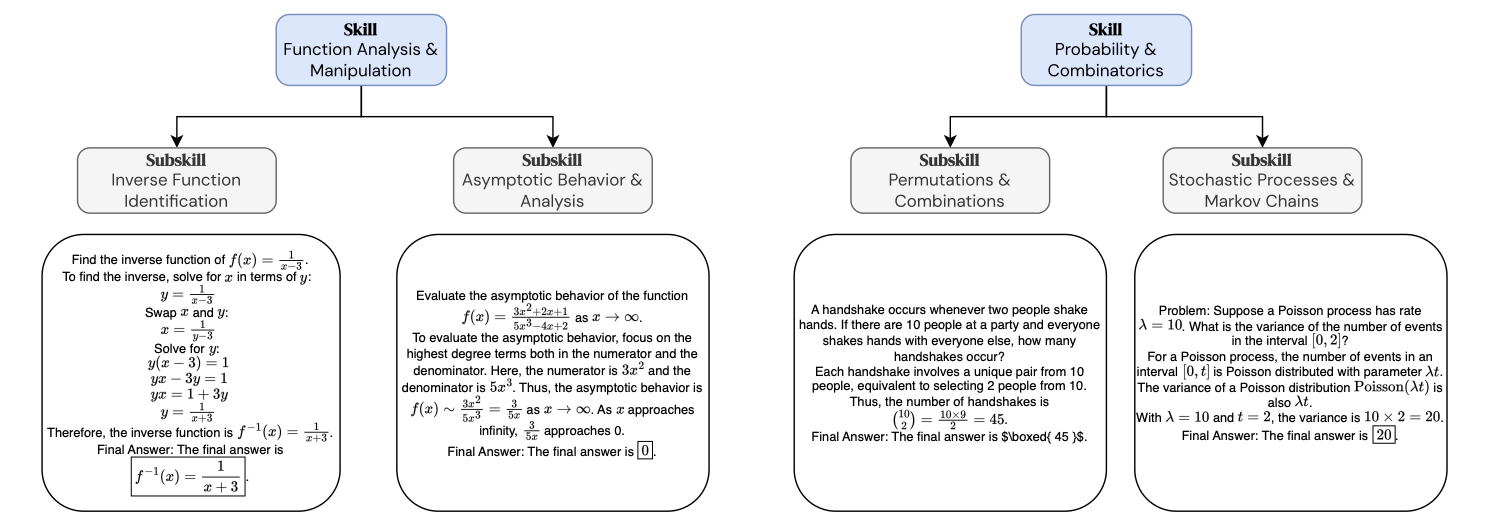 Skill
Function Analysis &
Manipulation
Subskill
Inverse Function
Identification
Find the inverse function of $f(x) = \frac{1}{x-3}$.
To find the inverse, solve for $x$ in terms of $y$:
$y = \frac{1}{x-3}$
Swap $x$ and $y$:
$x = \frac{1}{y-3}$
Solve for $y$:
$y(x-3) = 1$
$yx - 3y = 1$
$yx = 1 + 3y$
$y = \frac{1}{x+3}$
Therefore, the inverse function is $f^{-1}(x) = \frac{1}{x+3}$.
Final Answer: The final answer is
$\boxed{f^{-1}(x) = \frac{1}{x+3}}$.
Subskill
Asymptotic Behavior &
Analysis
Evaluate the asymptotic behavior of the function
$f(x) = \frac{3x^2+2x+1}{5x^3-4x+2}$ as $x \to \infty$.
To evaluate the asymptotic behavior, focus on the
highest degree terms both in the numerator and the
denominator. Here, the numerator is $3x^2$ and the
denominator is $5x^3$. Thus, the asymptotic behavior is
$f(x) \sim \frac{3x^2}{5x^3} = \frac{3}{5x}$ as $x \to \infty$. As $x$ approaches
infinity, $\frac{3}{5x}$ approaches 0.
Final Answer: The final answer is $\boxed{0}$.
Skill
Probability &
Combinatorics
Subskill
Permutations &
Combinations
A handshake occurs whenever two people shake
hands. If there are 10 people at a party and everyone
shakes hands with everyone else, how many
handshakes occur?
Each handshake involves a unique pair from 10
people, equivalent to selecting 2 people from 10.
Thus, the number of handshakes is
$\binom{10}{2} = \frac{10 \times 9}{2} = 45$.
Final Answer: The final answer is $\boxed{ 45 }$.
Subskill
Stochastic Processes &
Markov Chains
Problem: Suppose a Poisson process has rate
$\lambda = 10$. What is the variance of the number of events
in the interval $[0, 2]$?
For a Poisson process, the number of events in an
interval $[0, t]$ is Poisson distributed with parameter $\lambda t$.
The variance of a Poisson distribution $\text{Poisson}(\lambda t)$ is
also $\lambda t$.
With $\lambda = 10$ and $t = 2$, the variance is $10 \times 2 = 20$.
Final Answer: The final answer is $\boxed{20}$.